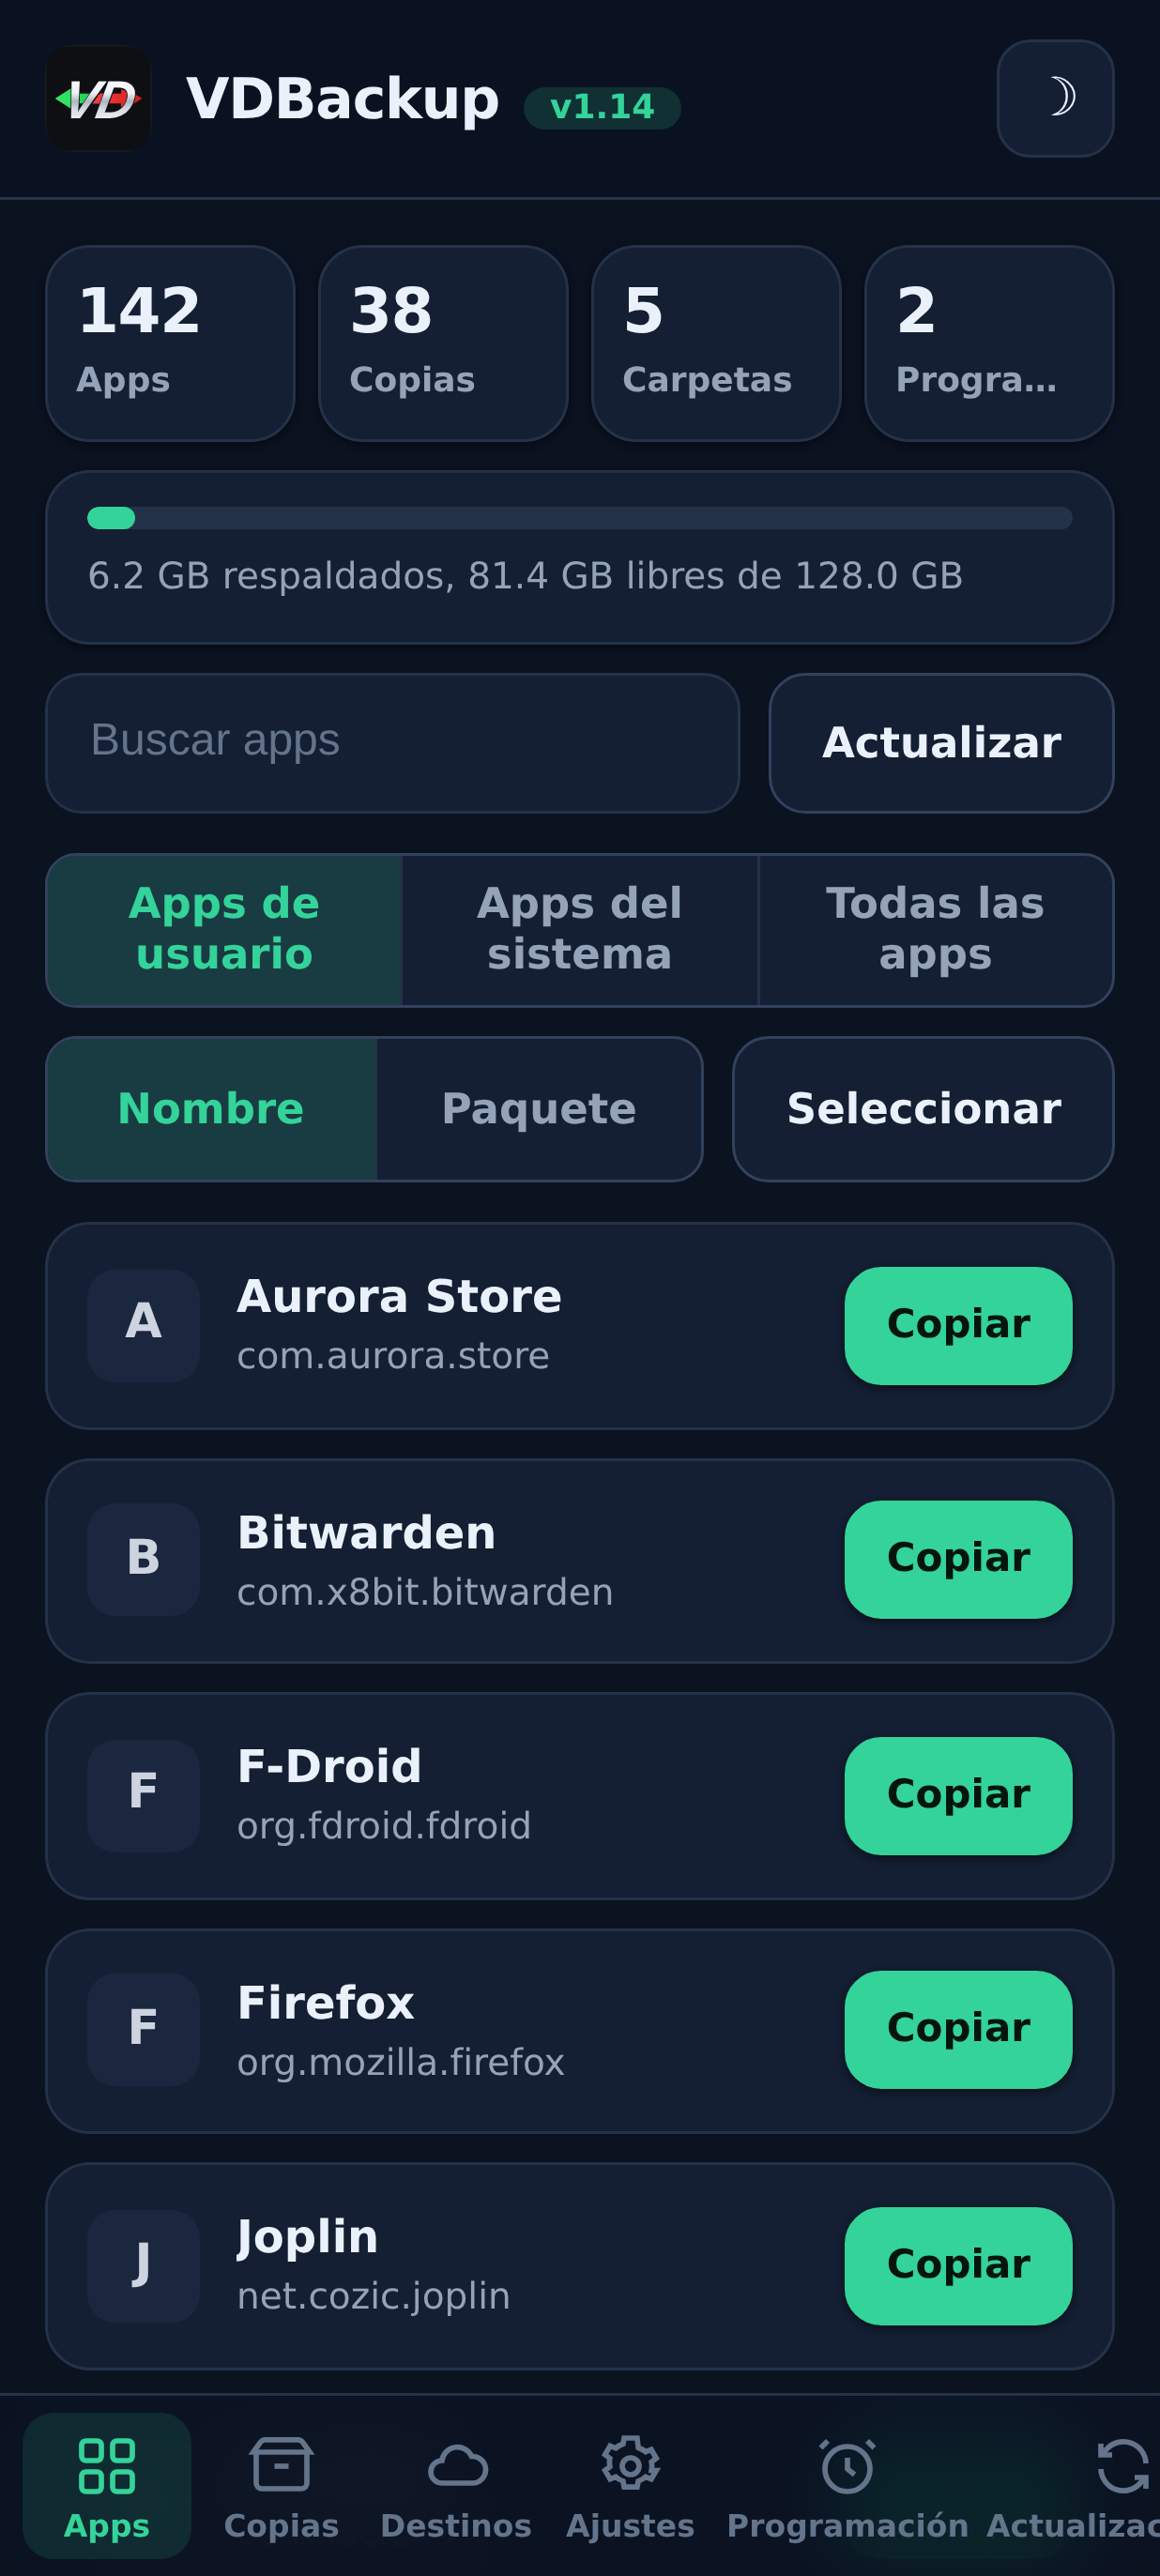 VD
VDBackup v1.14
142
Apps
38
Copias
5
Carpetas
2
Progra...
6.2 GB respaldados, 81.4 GB libres de 128.0 GB
Buscar apps
Actualizar
Apps de
usuario
Apps del
sistema
Todas las
apps
Nombre
Paquete
Seleccionar
A
Aurora Store
com.aurora.store
Copiar
B
Bitwarden
com.x8bit.bitwarden
Copiar
F
F-Droid
org.fdroid.fdroid
Copiar
F
Firefox
org.mozilla.firefox
Copiar
J
Joplin
net.cozic.joplin
Copiar
Apps
Copias
Destinos
Ajustes
Programación
Actualizac